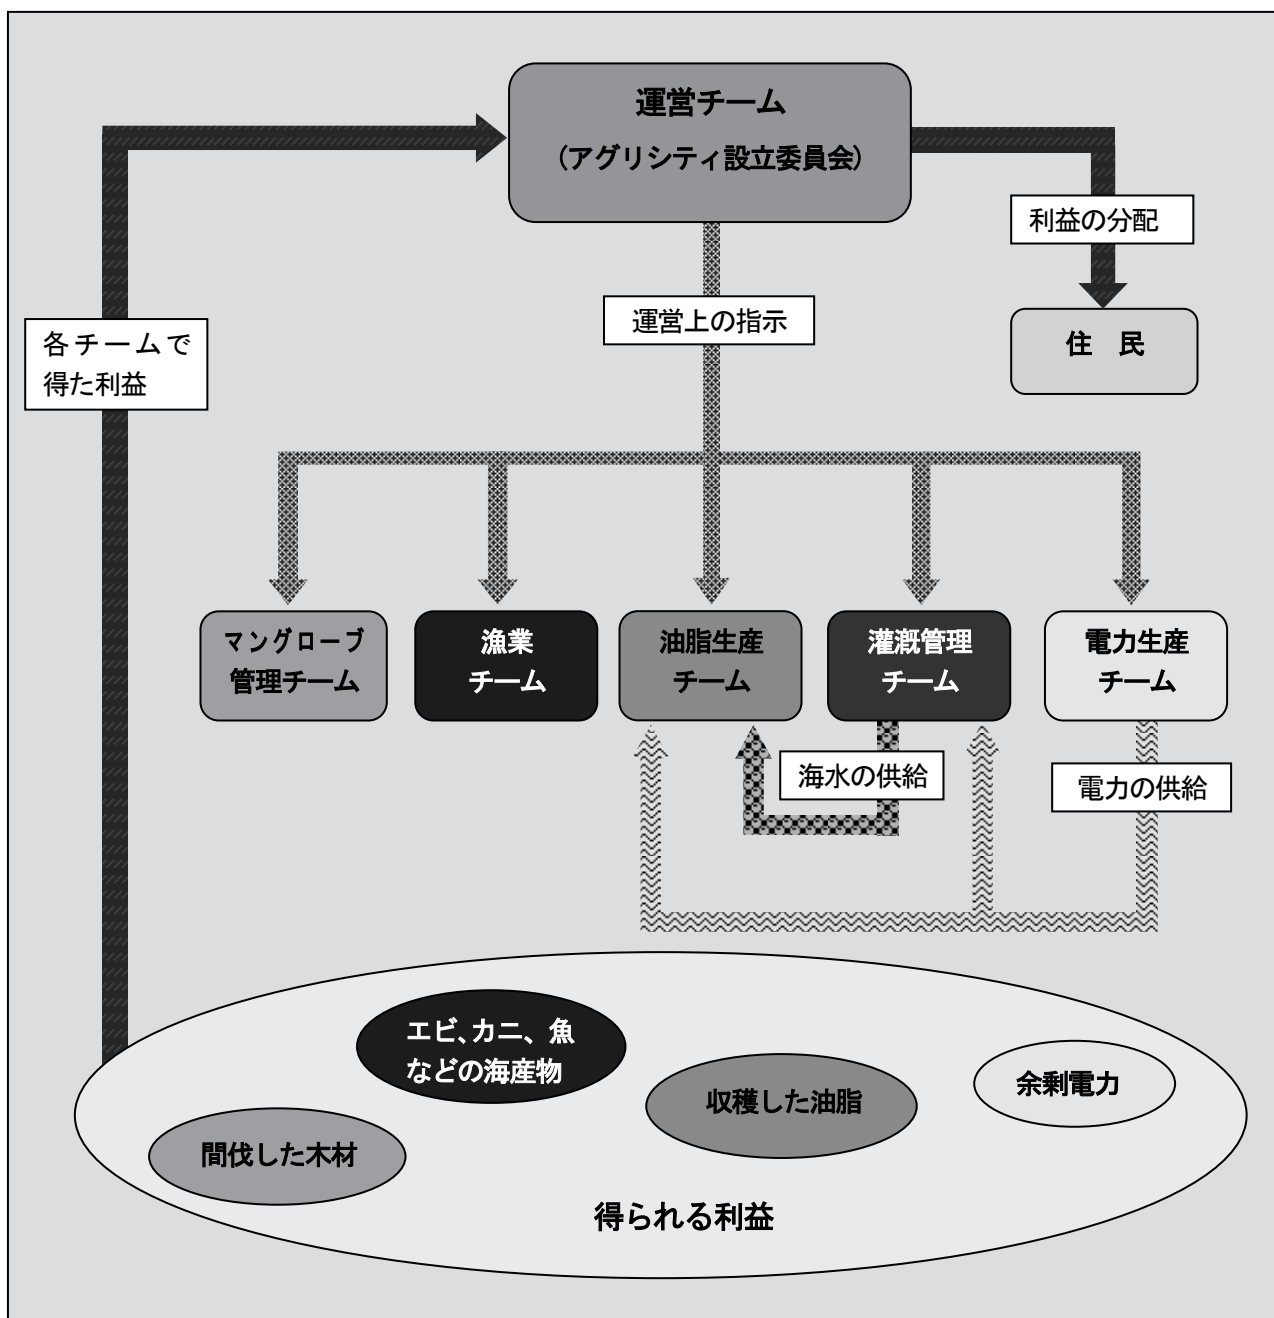 運営チーム
（アグリシティ設立委員会）
利益の分配
運営上の指示
住　民
各チームで
得た利益
マングローブ
管理チーム
漁業
チーム
油脂生産
チーム
灌漑管理
チーム
電力生産
チーム
海水の供給
電力の供給
エビ、カニ、魚
などの海産物
余剰電力
収穫した油脂
間伐した木材
得られる利益